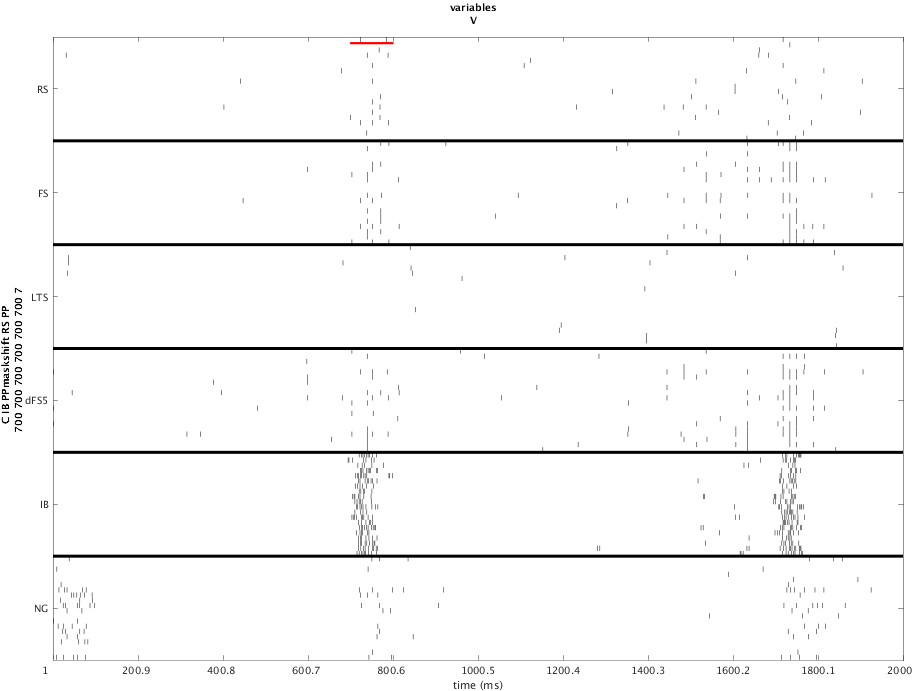 variables
V
RS
FS
LTS
dFS5
IB
NG
C IB PPmaskshift RS PP
700 700 700 700 700 700 7
1
200.9
400.8
600.7
800.6
1000.5
1200.4
1400.3
1600.2
1800.1
2000
time (ms)